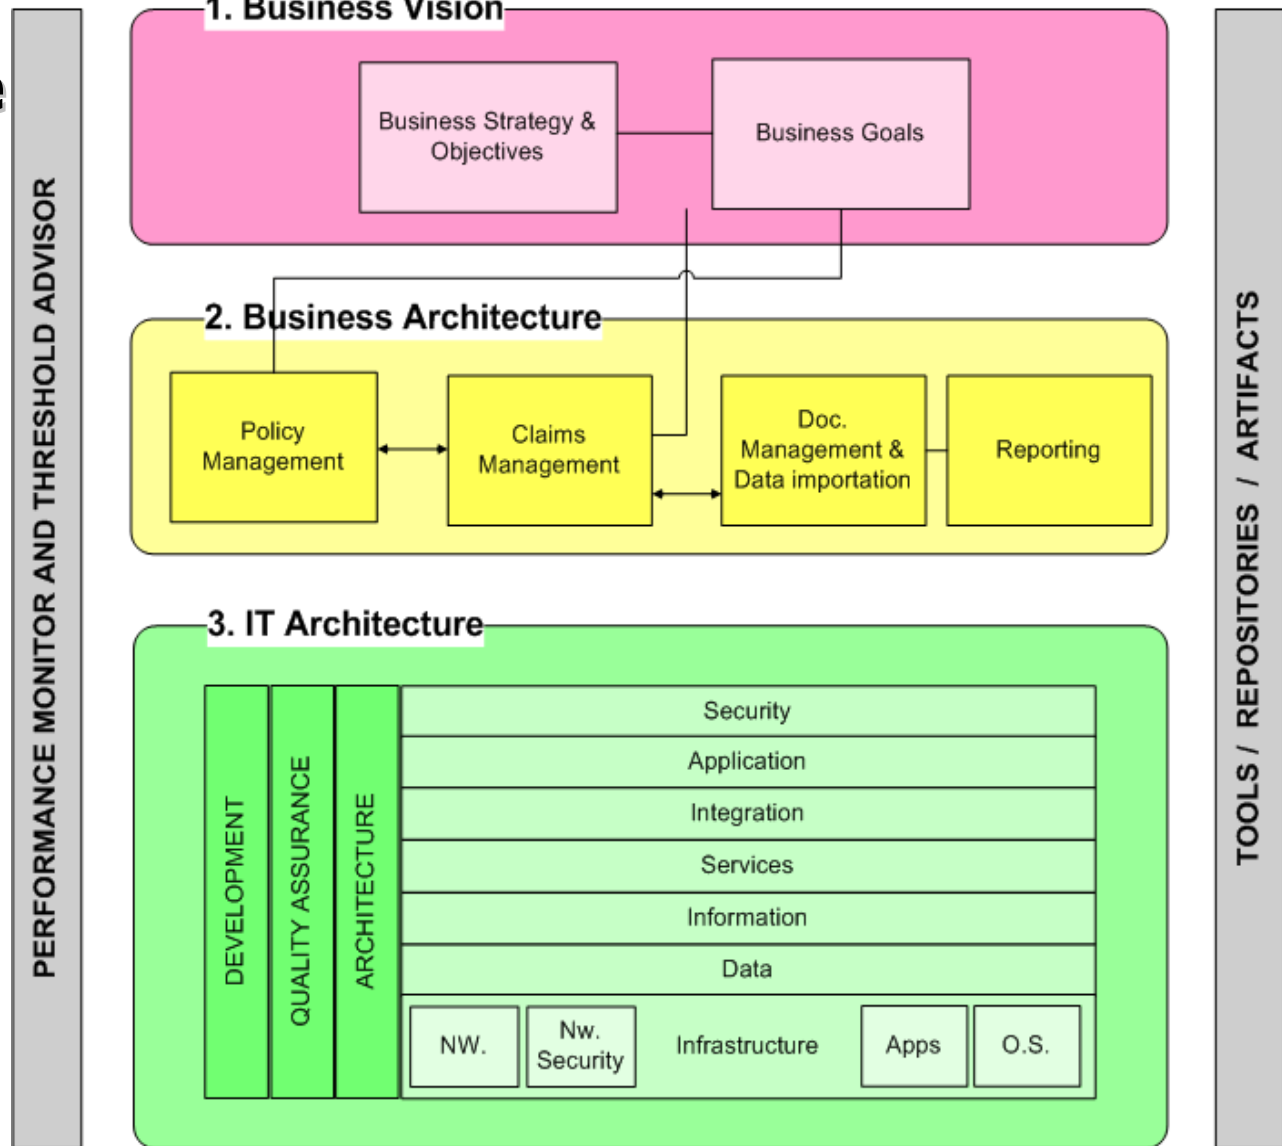 1. Business Vision
Business Strategy &
Objectives
Business Goals
PERFORMANCE MONITOR AND THRESHOLD ADVISOR
TOOLS / REPOSITORIES / ARTIFACTS
2. Business Architecture
Policy
Management
Claims
Management
Doc.
Management &
Data importation
Reporting
3. IT Architecture
DEVELOPMENT
QUALITY ASSURANCE
ARCHITECTURE
Security
Application
Integration
Services
Information
Data
NW.
Nw.
Security
Infrastructure
Apps
O.S.